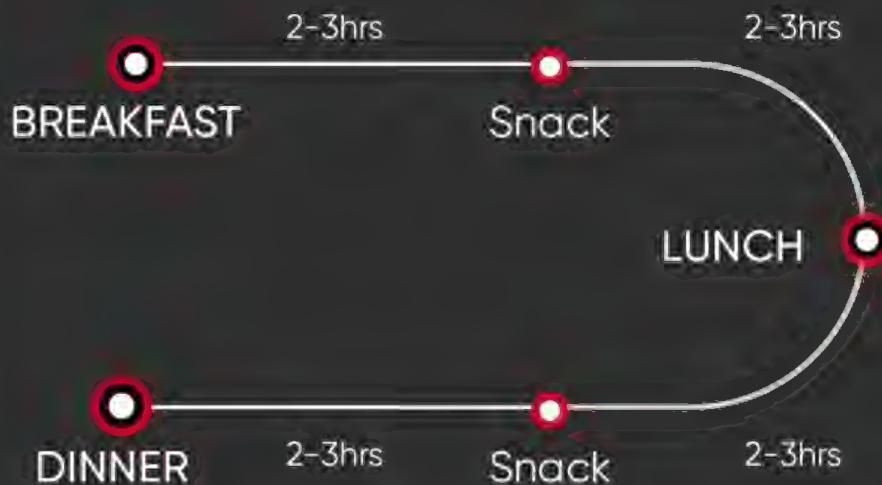 2-3hrs
2-3hrs
BREAKFAST
Snack
LUNCH
2-3hrs
2-3hrs
DINNER
Snack